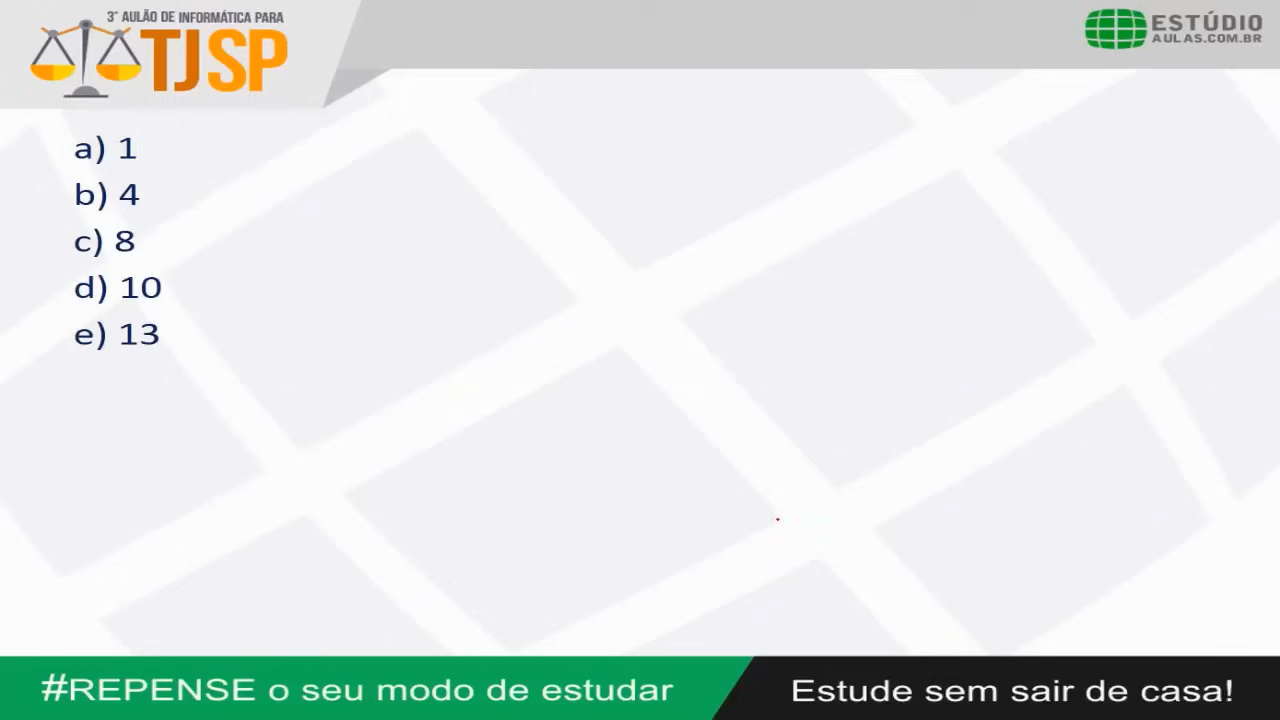 3º AULÃO DE INFORMÁTICA PARA
TJSP
ESTÚDIO
AULAS.COM.BR
a) 1
b) 4
c) 8
d) 10
e) 13
#REPENSE o seu modo de estudar
Estude sem sair de casa!